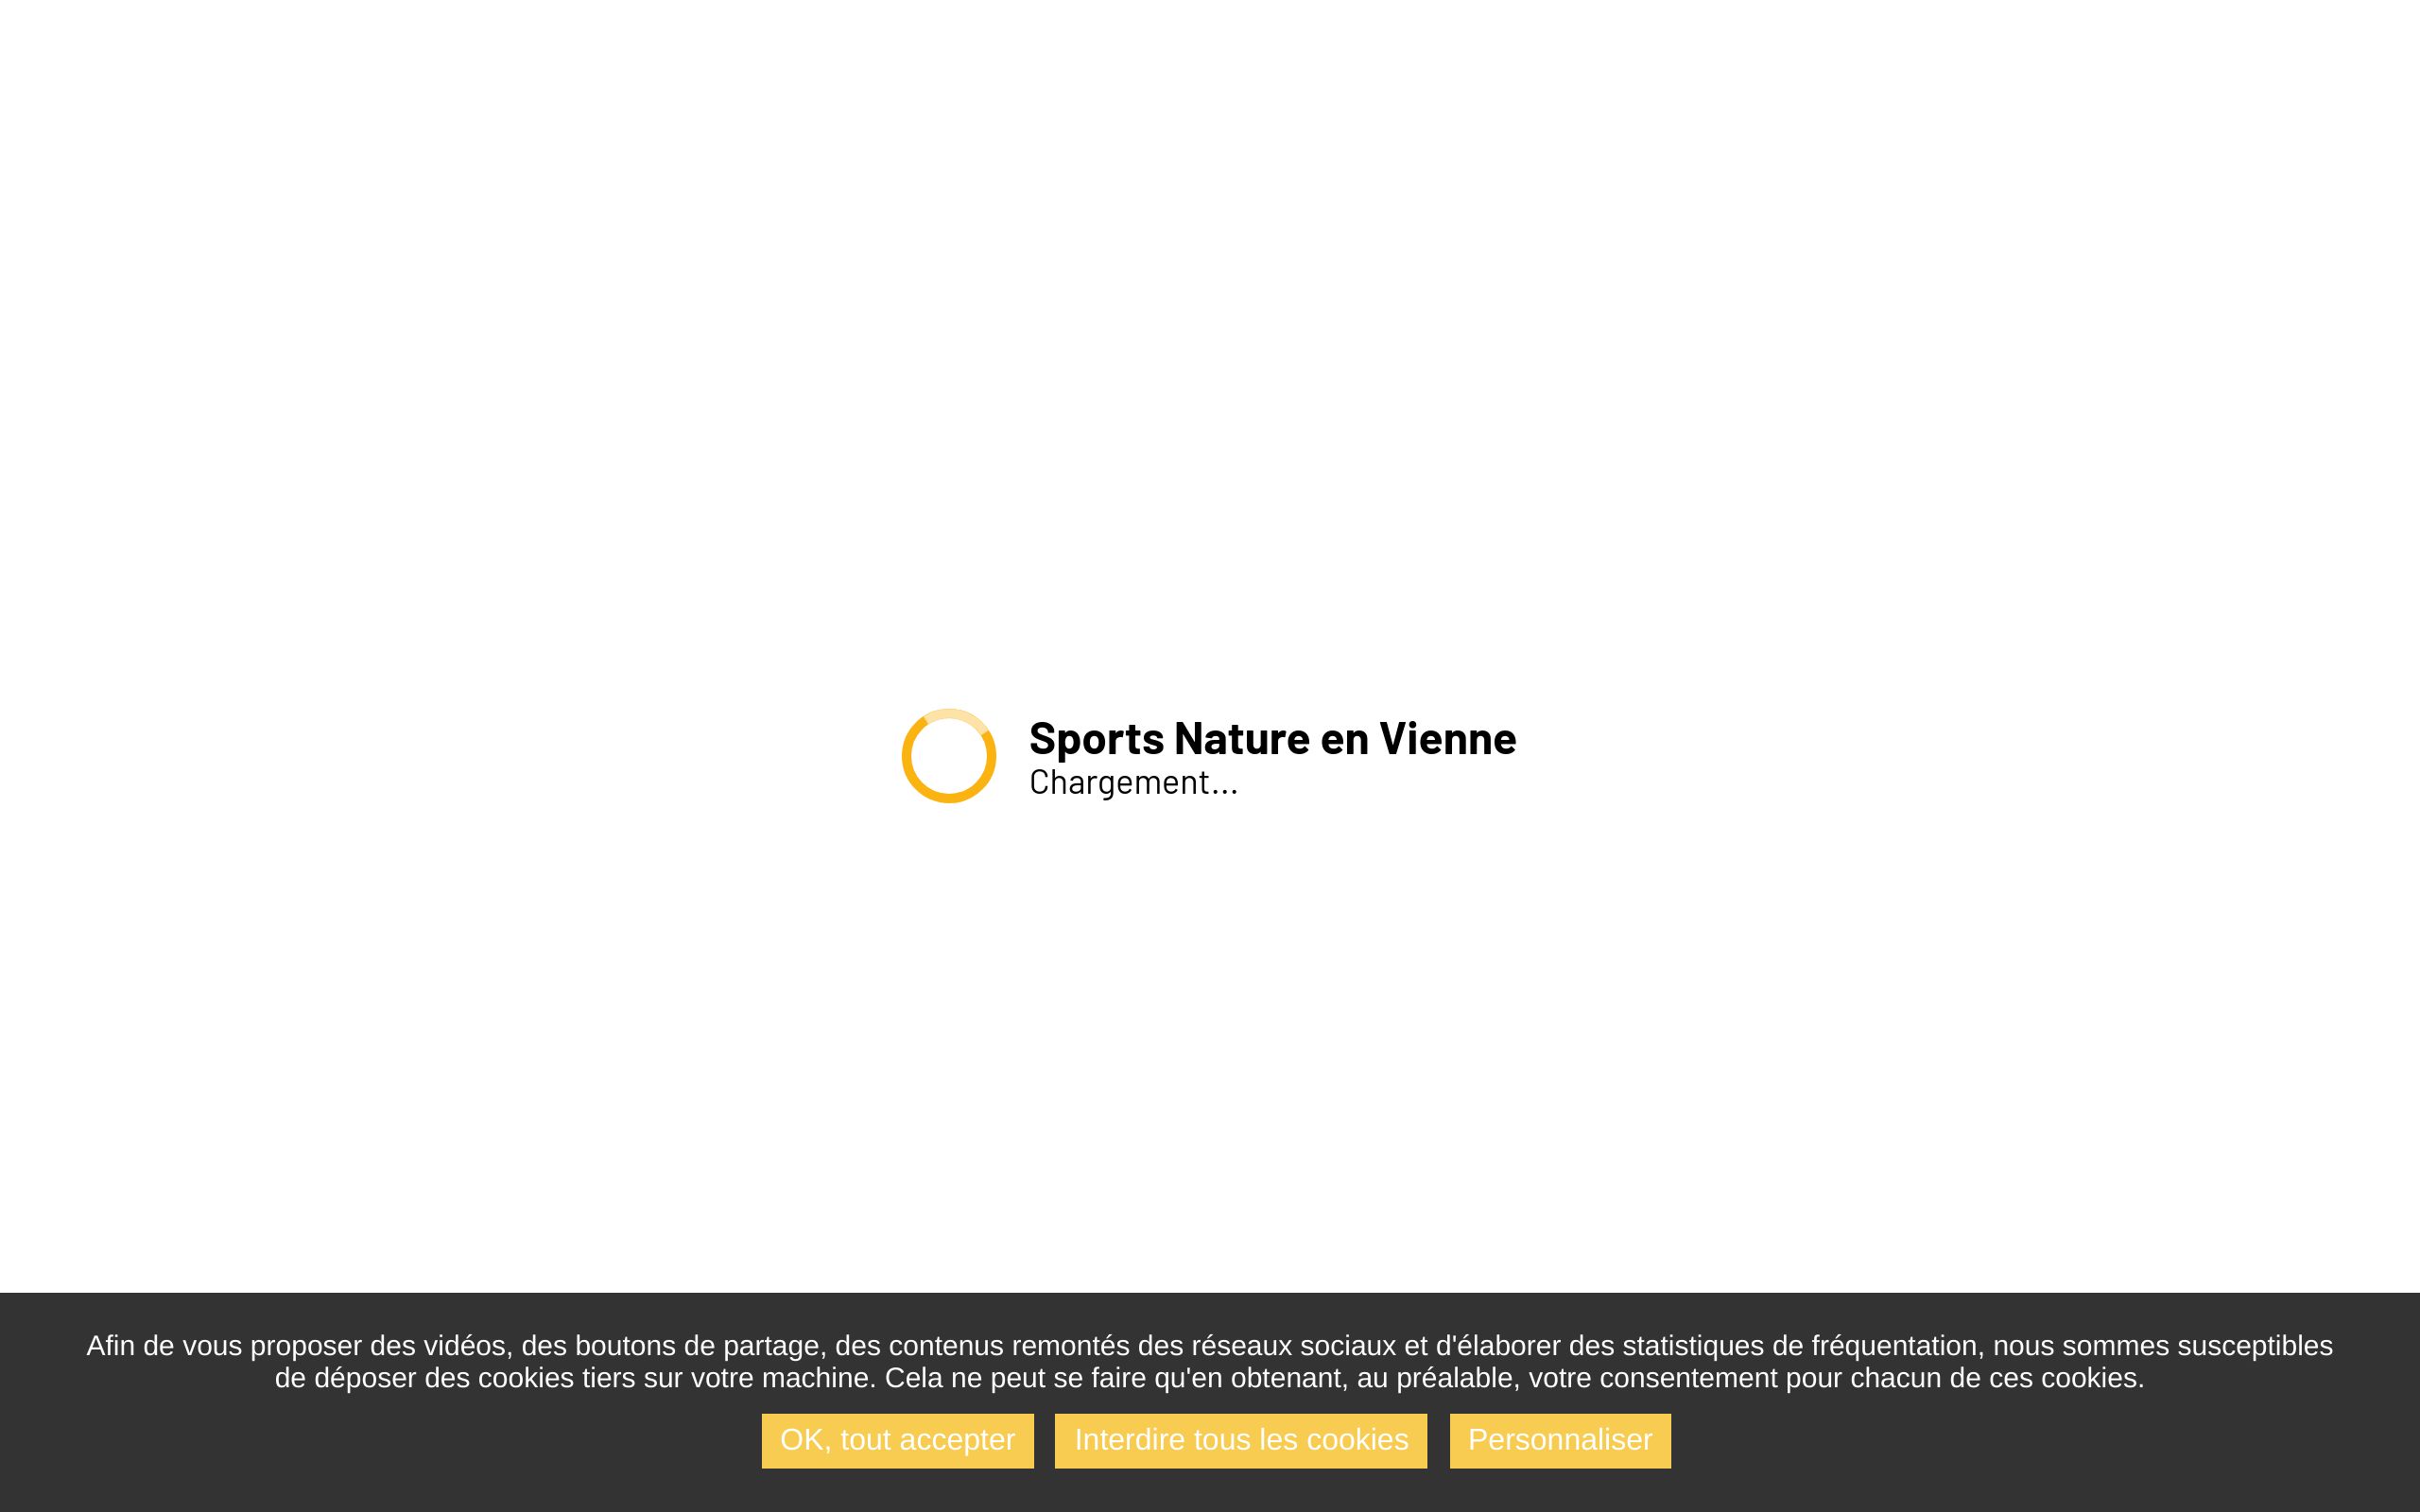 Sports Nature en Vienne
Chargement...
Afin de vous proposer des vidéos, des boutons de partage, des contenus remontés des réseaux sociaux et d'élaborer des statistiques de fréquentation, nous sommes susceptibles
de déposer des cookies tiers sur votre machine. Cela ne peut se faire qu'en obtenant, au préalable, votre consentement pour chacun de ces cookies.
OK, tout accepter
Interdire tous les cookies
Personnaliser